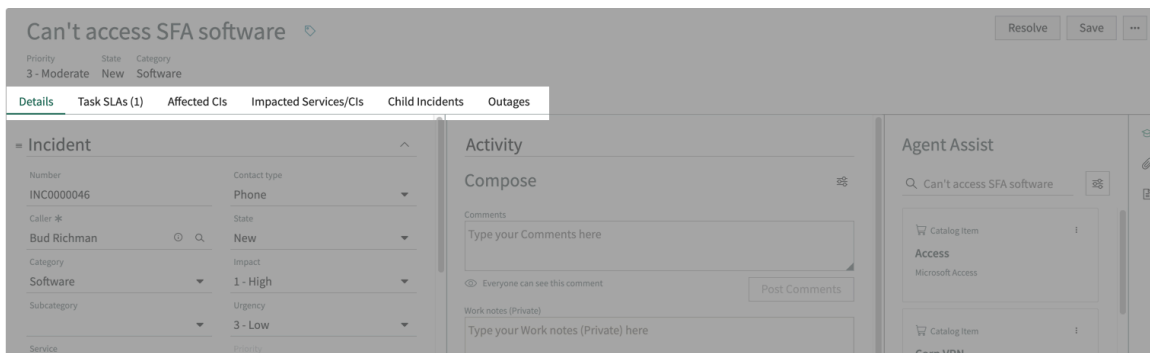 Can't access SFA software
Resolve Save
Priority State Category
3 - Moderate New Software
Details Task SLAs (1) Affected CIs Impacted Services/CIs Child Incidents Outages
Incident
Number
INC0000046
Contact type
Phone
Caller
Bud Richman
State
New
Category
Software
Impact
1 - High
Subcategory
Urgency
3 - Low
Service
Priority
Activity
Compose
Comments
Type your Comments here
Everyone can see this comment
Post Comments
Work notes (Private)
Type your Work notes (Private) here
Agent Assist
Can't access SFA software
Catalog Item
Access
Microsoft Access
Catalog Item
Corp VPN